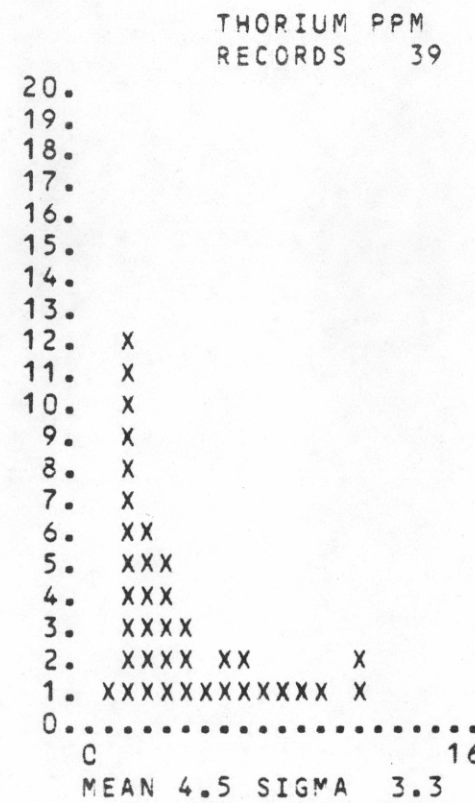 THORIUM PPM
RECORDS 39
20.
19.
18.
17.
16.
15.
14.
13.
12. X
11. X
10. X
9. X
8. X
7. X
6. XX
5. XXX
4. XXX
3. XXXX
2. XXXX XX X
1. XXXXXXXXXXXX X
0.....................
0 16
MEAN 4.5 SIGMA 3.3